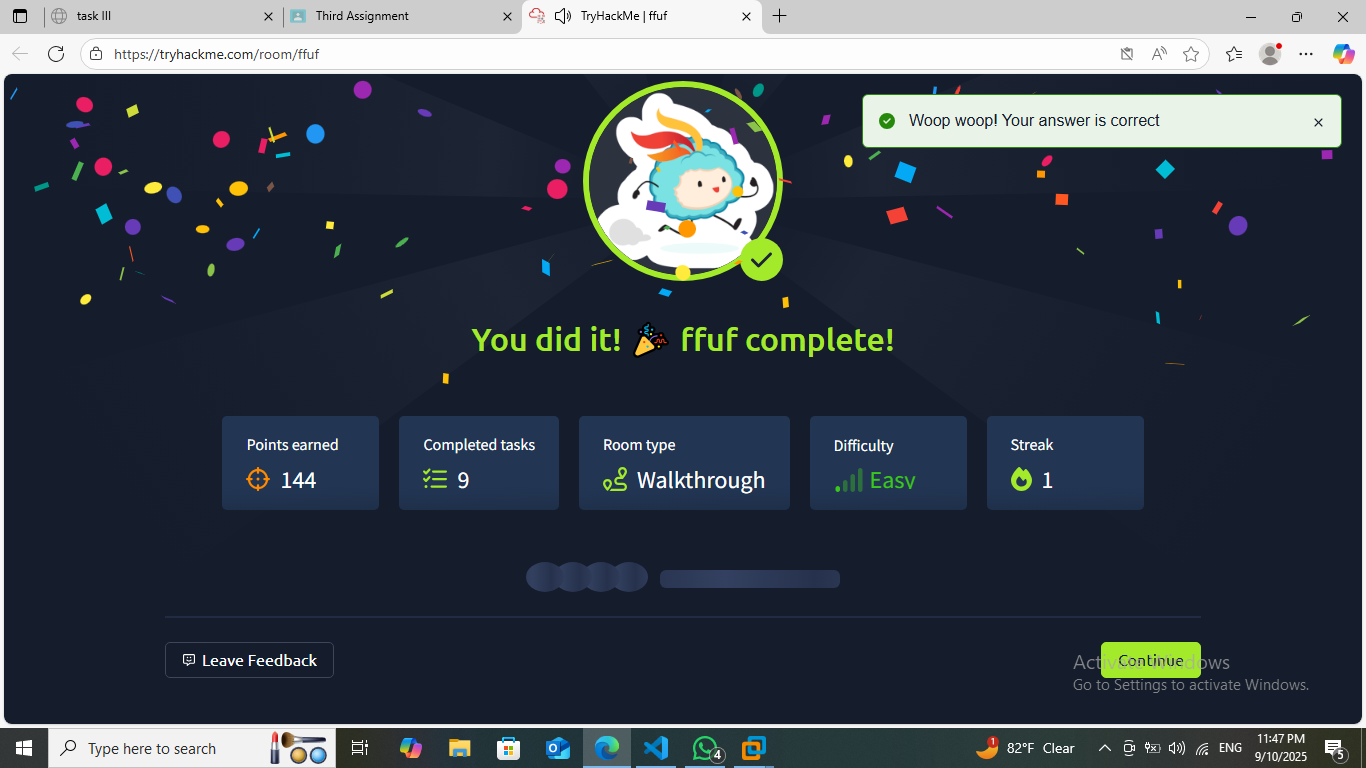 task III
Third Assignment
TryHackMe | ffuf
https://tryhackme.com/room/ffuf
Woop woop! Your answer is correct
You did it! 🎉 ffuf complete!
Points earned
144
Completed tasks
9
Room type
Walkthrough
Difficulty
Easy
Streak
1
Leave Feedback
Continue
Activate Windows
Go to Settings to activate Windows.
Type here to search
4
1
82°F Clear
ENG
11:47 PM
9/10/2025
5